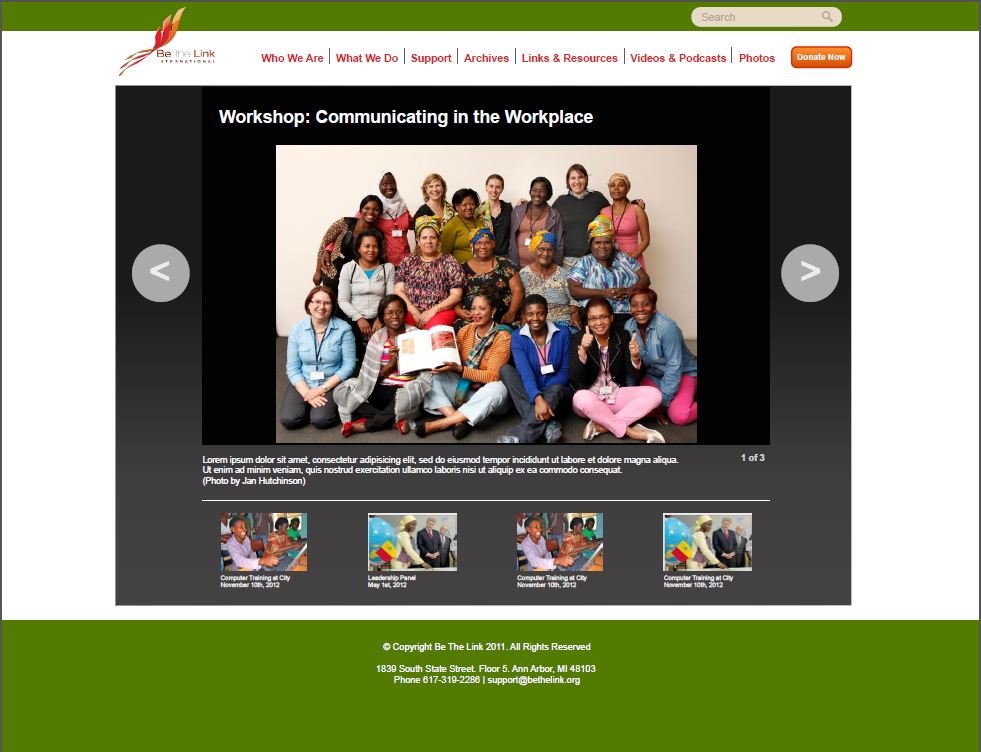 Search
Be the Link
INTERNATIONAL
Who We Are
What We Do
Support
Archives
Links & Resources
Videos & Podcasts
Photos
Donate Now
Workshop: Communicating in the Workplace
<
>
Lorem ipsum dolor sit amet, consectetur adipisicing elit, sed do eiusmod tempor incididunt ut labore et dolore magna aliqua.
Ut enim ad minim veniam, quis nostrud exercitation ullamco laboris nisi ut aliquip ex ea commodo consequat.
(Photo by Jan Hutchinson)
1 of 3
Computer Training at City
November 10th, 2012
Leadership Panel
May 1st, 2012
Computer Training at City
November 10th, 2012
Computer Training at City
November 10th, 2012
© Copyright Be The Link 2011. All Rights Reserved
1839 South State Street. Floor 5. Ann Arbor, MI 48103
Phone 617-319-2286 | support@bethelink.org